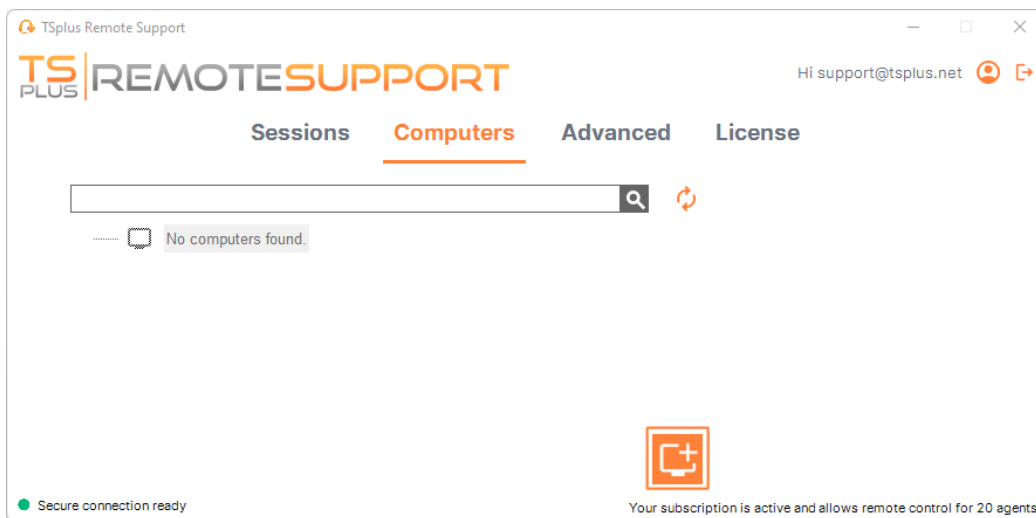 TSplus Remote Support
TS PLUS REMOTESUPPORT
Hi support@tsplus.net
Sessions Computers Advanced License
No computers found.
Secure connection ready
Your subscription is active and allows remote control for 20 agents